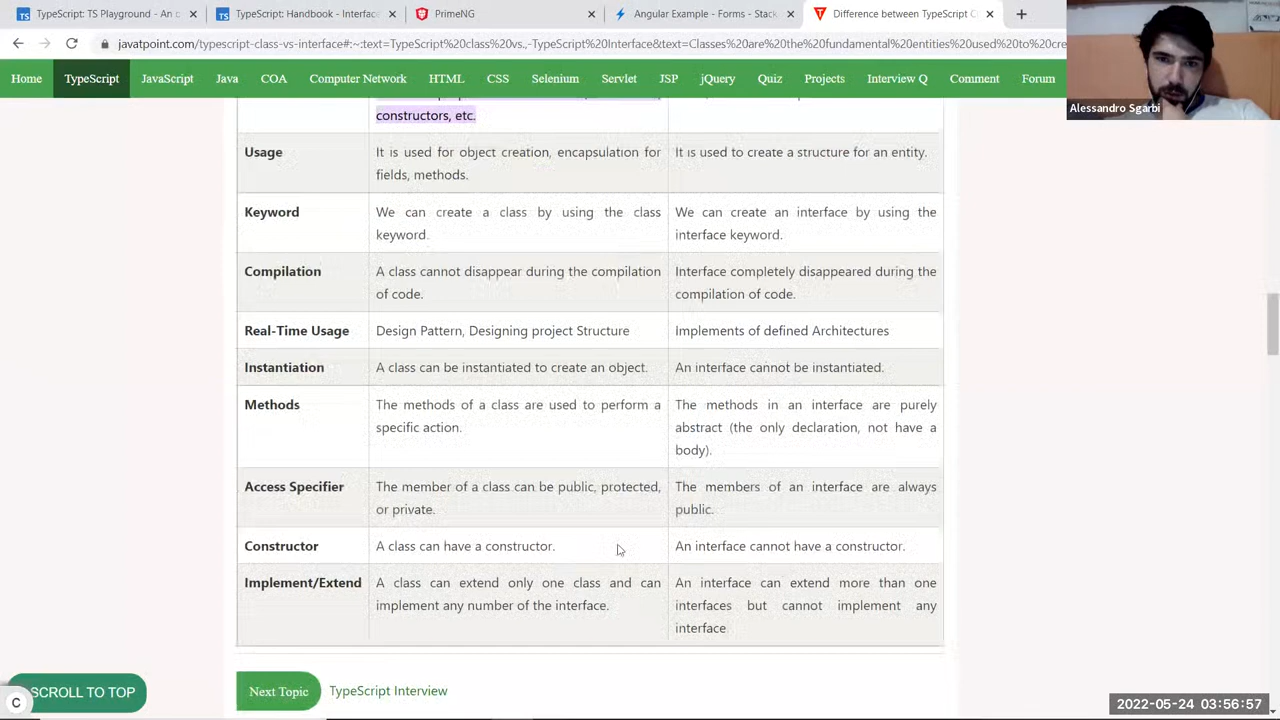 TypeScript: TS Playground - An o
TypeScript: Handbook - Interfac
PrimeNG
Angular Example - Forms - Stack
Difference between TypeScript Cl
javatpoint.com/typescript-class-vs-interface#:~:text=TypeScript%20class%20vs.,-TypeScript%20Interface&text=Classes%20are%20the%20fundamental%20entities%20used%20to%20cre
Home TypeScript JavaScript Java COA Computer Network HTML CSS Selenium Servlet JSP jQuery Quiz Projects Interview Q Comment Forum
Alessandro Sgarbi
constructors, etc.
Usage It is used for object creation, encapsulation for It is used to create a structure for an entity.
fields, methods.
Keyword We can create a class by using the class We can create an interface by using the
keyword. interface keyword.
Compilation A class cannot disappear during the compilation Interface completely disappeared during the
of code. compilation of code.
Real-Time Usage Design Pattern, Designing project Structure Implements of defined Architectures
Instantiation A class can be instantiated to create an object. An interface cannot be instantiated.
Methods The methods of a class are used to perform a The methods in an interface are purely
specific action. abstract (the only declaration, not have a
body).
Access Specifier The member of a class can be public, protected, The members of an interface are always
or private. public.
Constructor A class can have a constructor. An interface cannot have a constructor.
Implement/Extend A class can extend only one class and can An interface can extend more than one
implement any number of the interface. interfaces but cannot implement any
interface
SCROLL TO TOP
C
Next Topic TypeScript Interview
2022-05-24 03:56:57